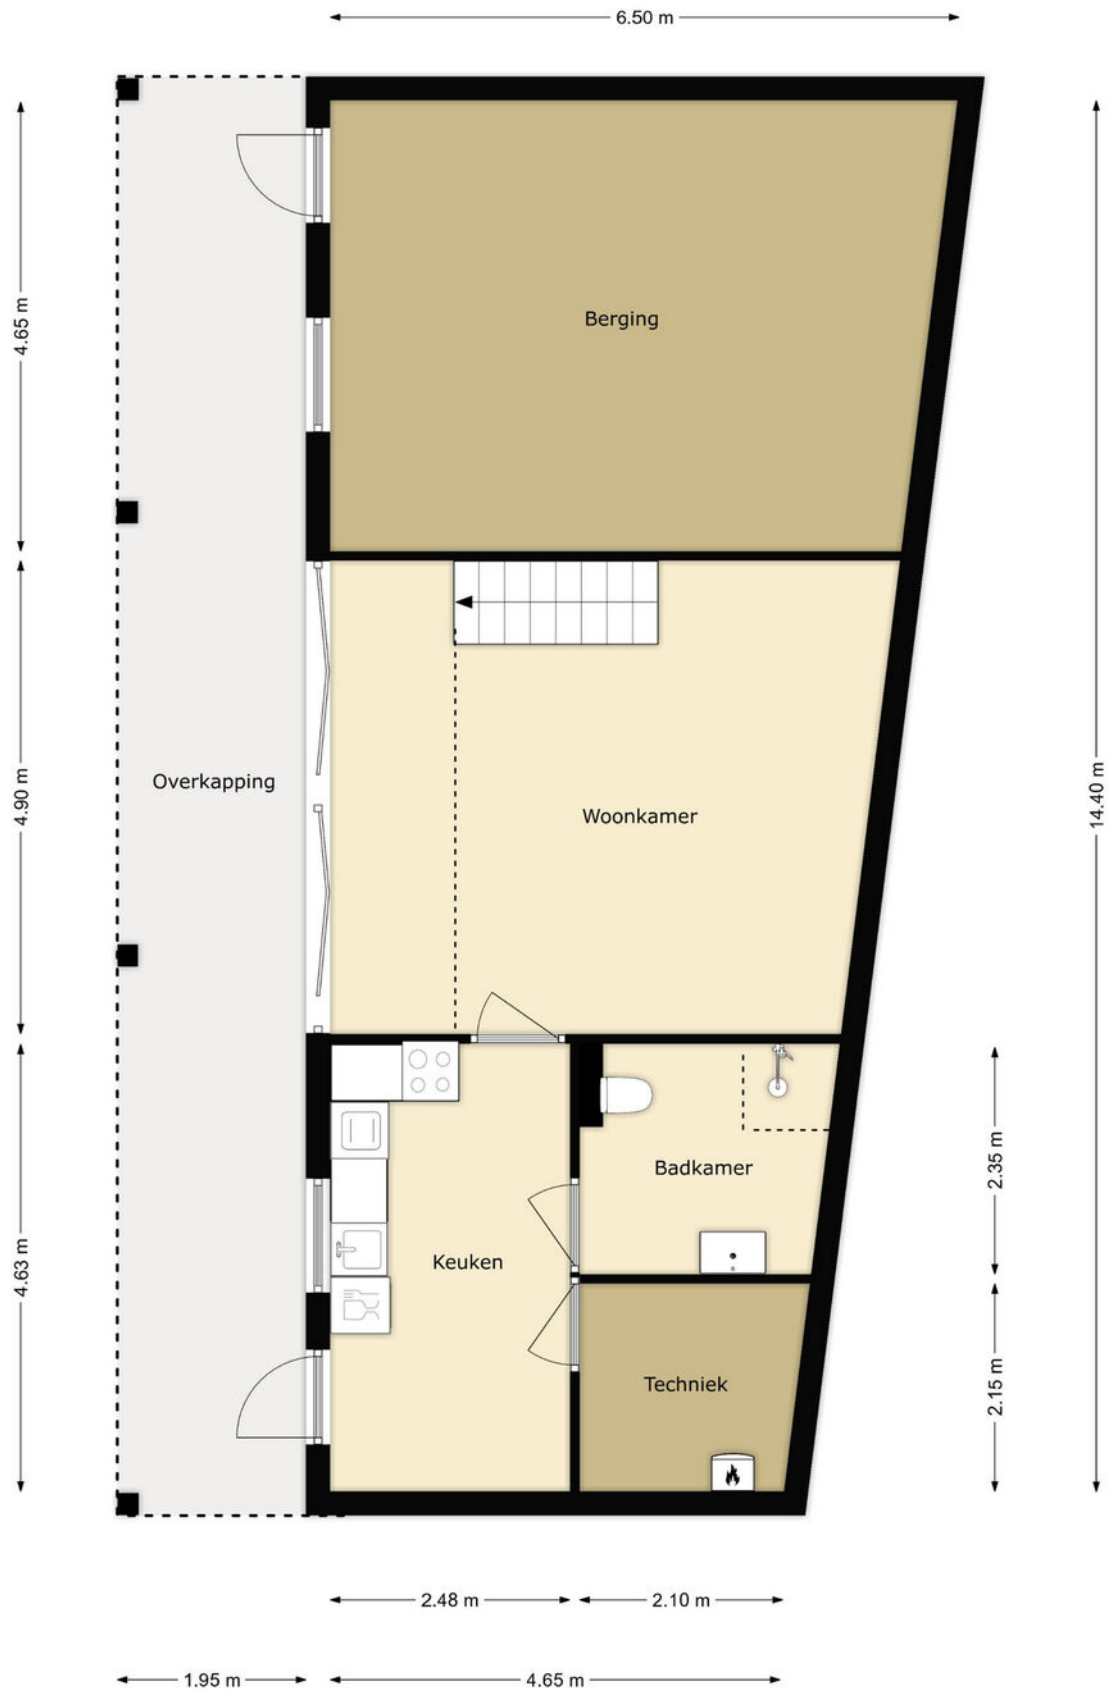 6.50 m
4.65 m
Berging
Overkapping
4.90 m
Woonkamer
14.40 m
Badkamer
2.35 m
Keuken
4.63 m
Techniek
2.15 m
2.48 m
2.10 m
1.95 m
4.65 m